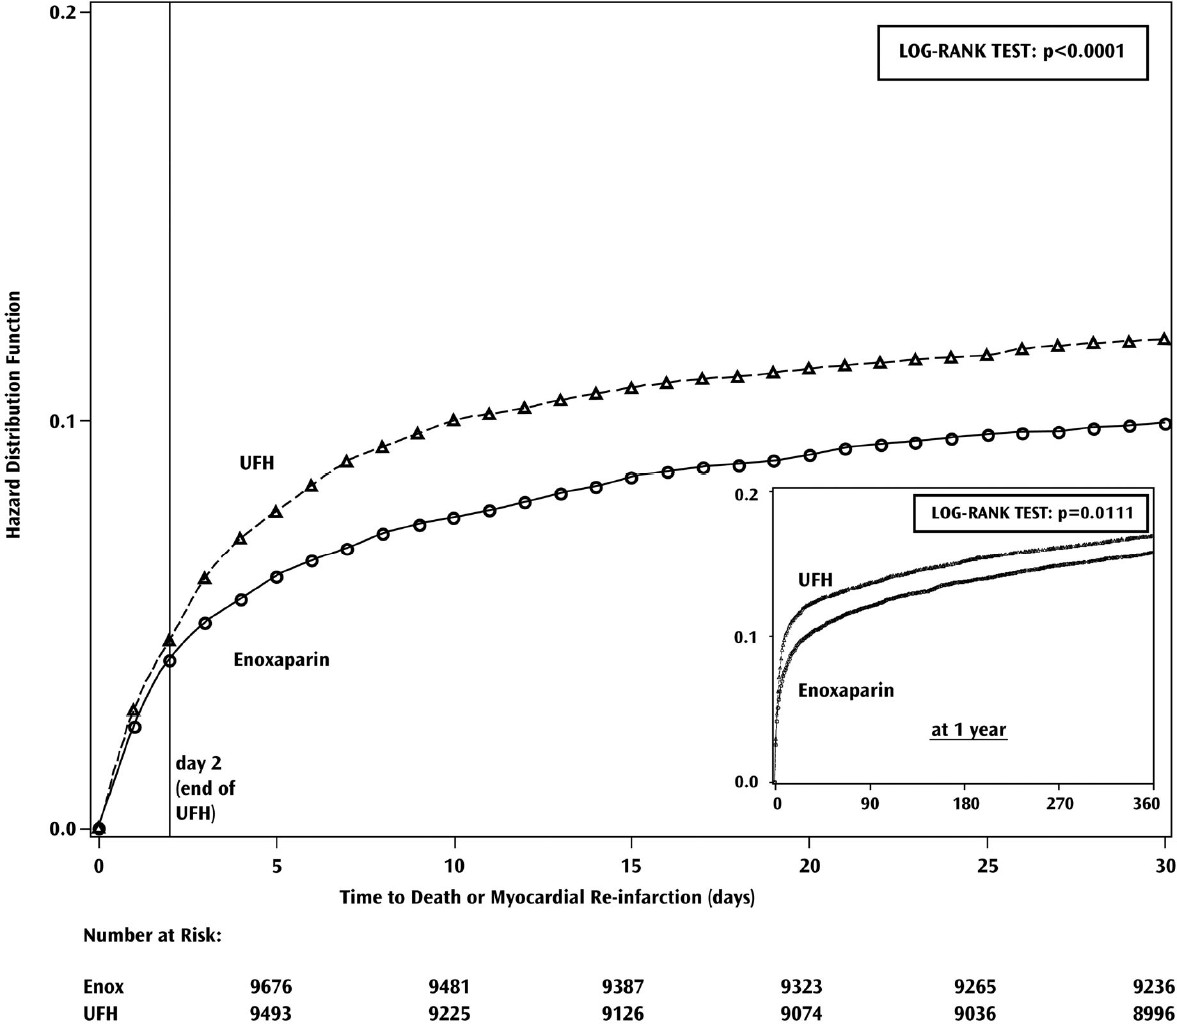 0.2
LOG-RANK TEST: p<0.0001
Hazard Distribution Function
0.1
UFH
Enoxaparin
day 2
(end of
UFH)
0.0
0 5 10 15 20 25 30
Time to Death or Myocardial Re-infarction (days)
0.2
LOG-RANK TEST: p=0.0111
UFH
0.1
Enoxaparin
at 1 year
0.0
0 90 180 270 360
Number at Risk:
Enox 9676 9481 9387 9323 9265 9236
UFH 9493 9225 9126 9074 9036 8996